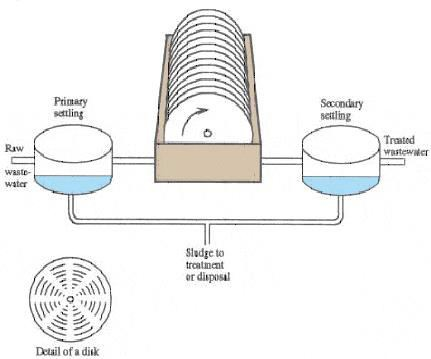 Primary
settling
Secondary
settling
Raw
waste-
water
Treated
wastewater
Sludge to
treatment
or disposal
Detail of a disk